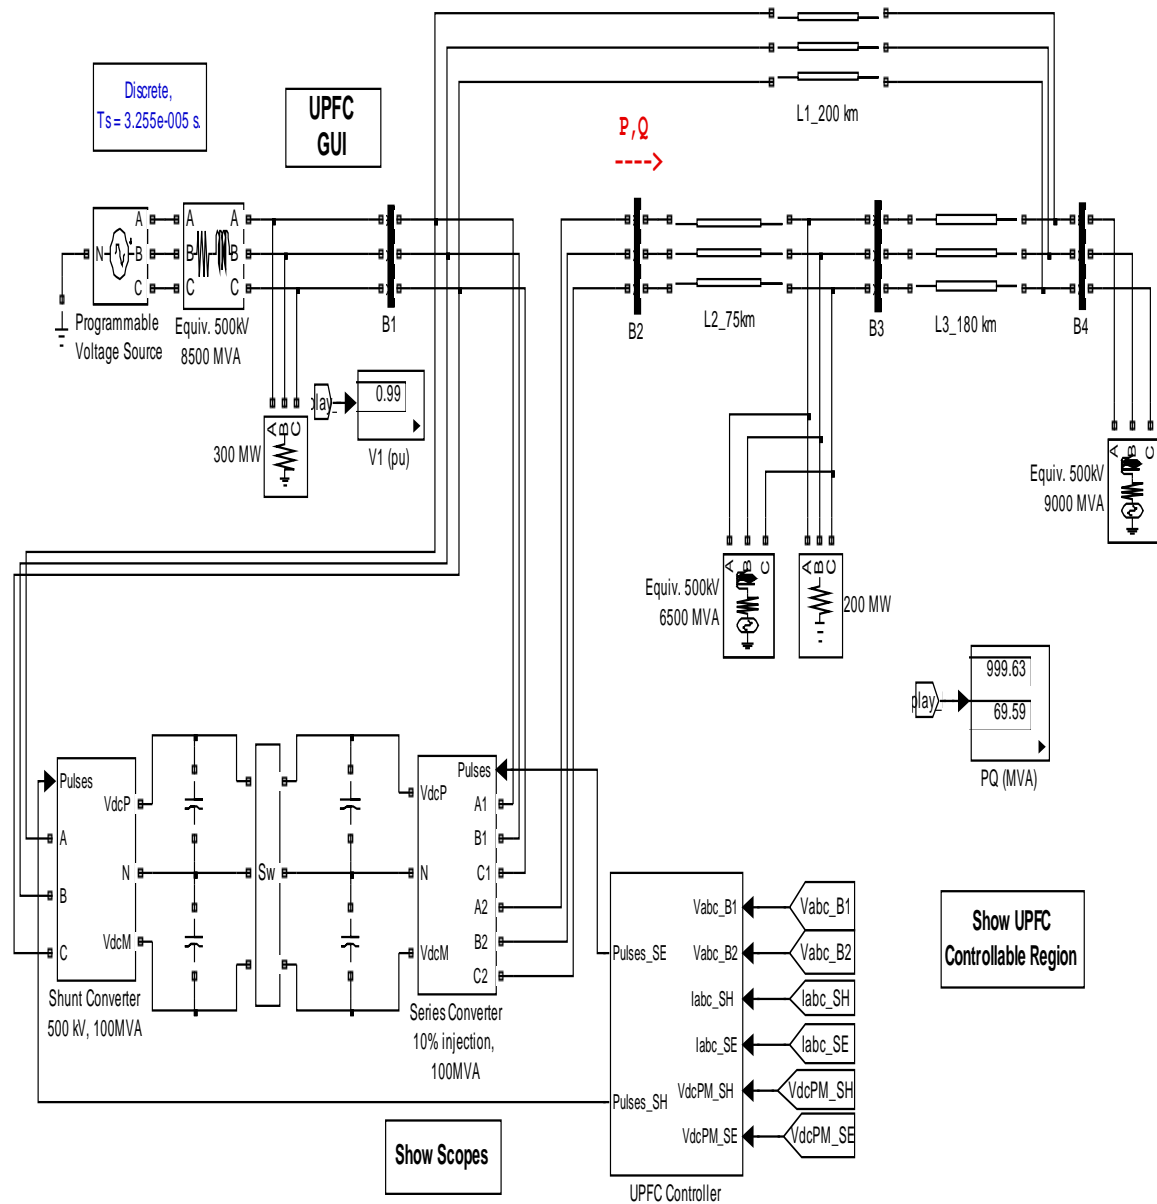 L1_200 km
Discrete,
Ts = 3.255e-005 s.
UPFC
GUI
P,Q
---->
A
B
C
N
A
B
C
A
B
C
Programmable
Voltage Source
Equiv. 500kV
8500 MVA
B1
B2
L2_75km
B3
L3_180 km
B4
300 MW
A
B
C
play_
0.99
V1 (pu)
Equiv. 500kV
9000 MVA
A
B
C
Equiv. 500kV
6500 MVA
A
B
C
A
B
C
200 MW
play_
999.63
69.59
PQ (MVA)
Pulses
VdcP
A
N
B
VdcM
C
Shunt Converter
500 kV, 100MVA
Sw
Pulses
VdcP
A1
B1
N
C1
A2
B2
VdcM
C2
Series Converter
10% injection,
100MVA
Pulses_SE
Pulses_SH
Vabc_B1
Vabc_B2
Iabc_SH
Iabc_SE
VdcPM_SH
VdcPM_SE
Vabc_B1
Vabc_B2
Iabc_SH
Iabc_SE
VdcPM_SH
VdcPM_SE
UPFC Controller
Show UPFC
Controllable Region
Show Scopes